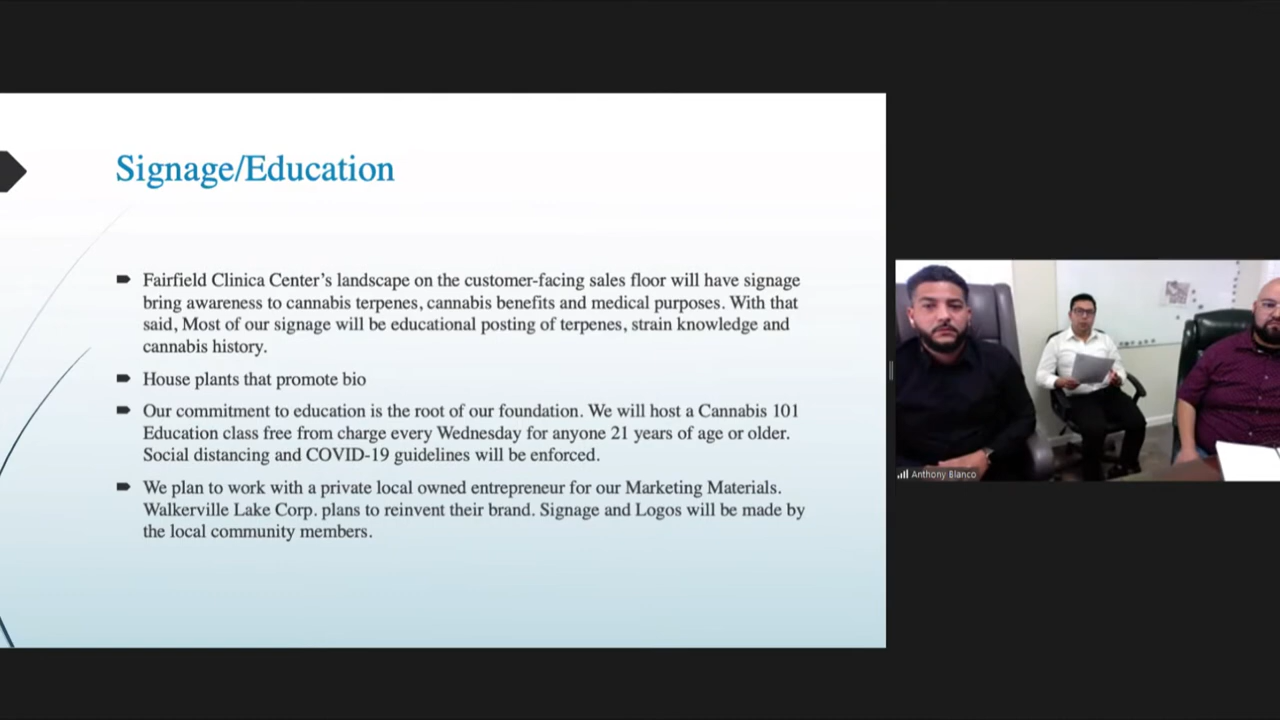 Signage/Education
Fairfield Clinica Center's landscape on the customer-facing sales floor will have signage
bring awareness to cannabis terpenes, cannabis benefits and medical purposes. With that
said, Most of our signage will be educational posting of terpenes, strain knowledge and
cannabis history.
House plants that promote bio
Our commitment to education is the root of our foundation. We will host a Cannabis 101
Education class free from charge every Wednesday for anyone 21 years of age or older.
Social distancing and COVID-19 guidelines will be enforced.
We plan to work with a private local owned entrepreneur for our Marketing Materials.
Walkerville Lake Corp. plans to reinvent their brand. Signage and Logos will be made by
the local community members.
Anthony Blanco